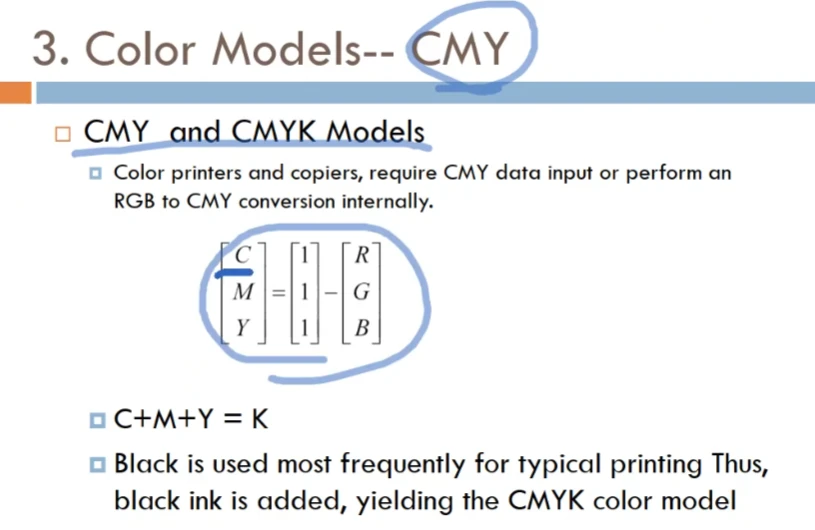 3. Color Models-- CMY
CMY and CMYK Models
Color printers and copiers, require CMY data input or perform an
RGB to CMY conversion internally.
[C] [1] [R]
[M] = [1] − [G]
[Y] [1] [B]
C+M+Y = K
Black is used most frequently for typical printing Thus,
black ink is added, yielding the CMYK color model